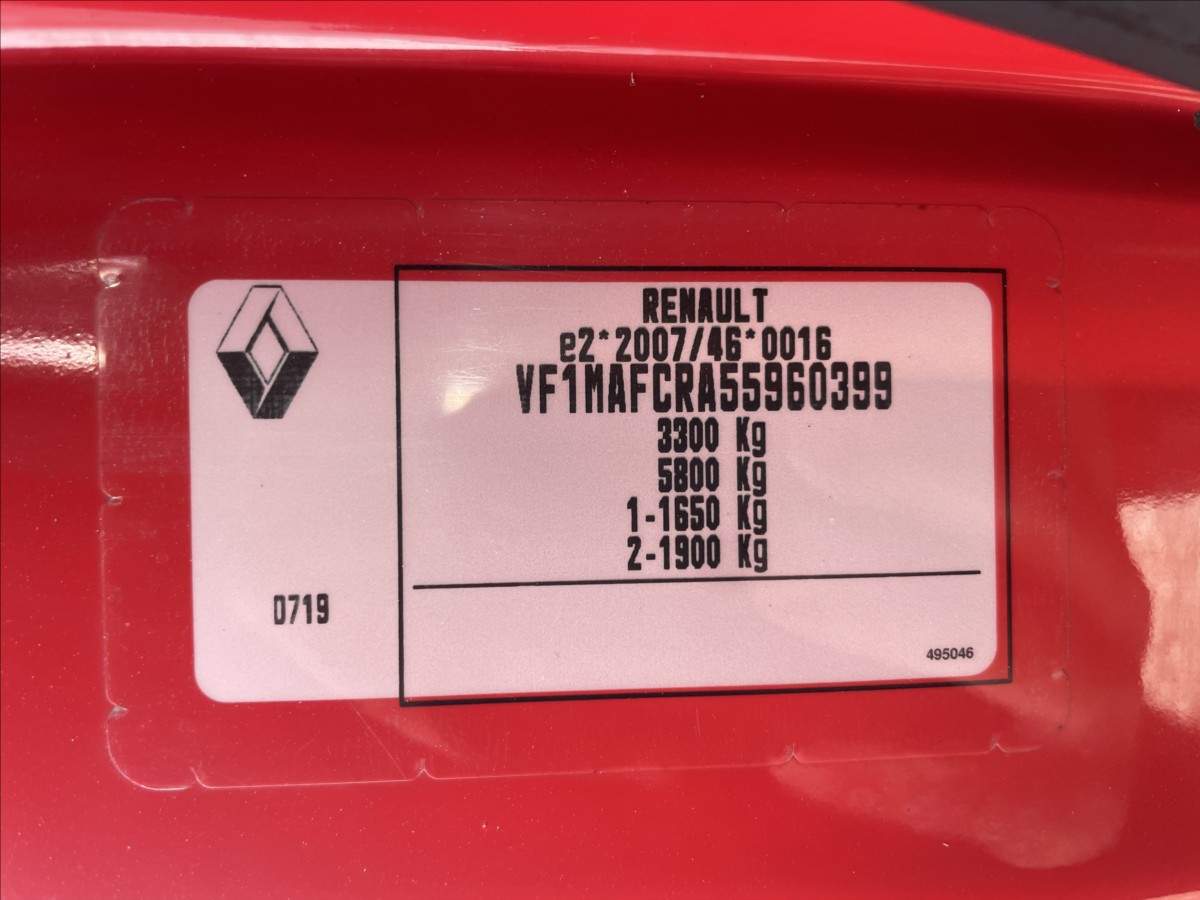 RENAULT
e2*2007/46*0016
VF1MAFCRA55960399
3300 Kg
5800 Kg
1-1650 Kg
2-1900 Kg
0719
495046